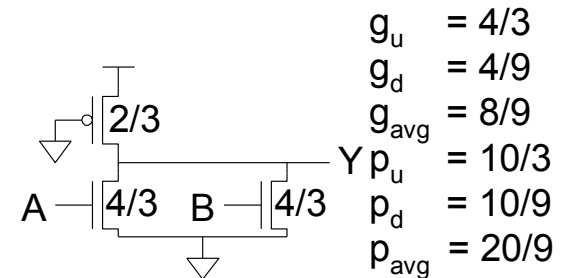 g_u = 4/3
g_d = 4/9
2/3
g_avg = 8/9
Y p_u = 10/3
A 4/3 B 4/3 p_d = 10/9
p_avg = 20/9